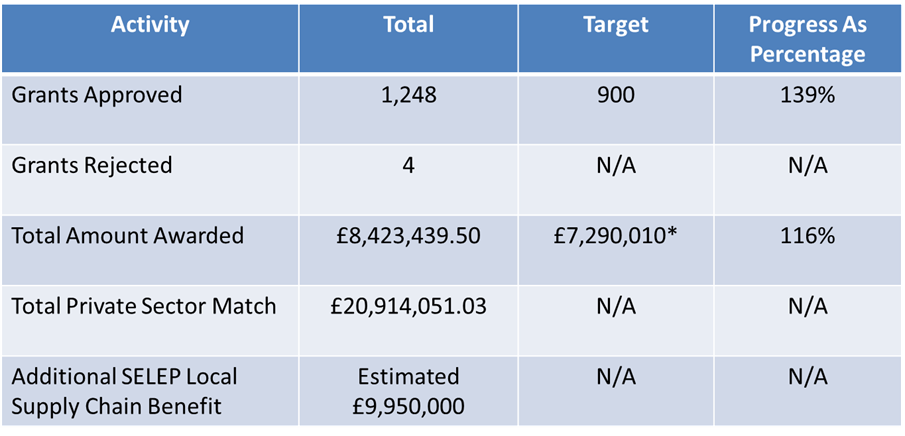 Activity Total Target Progress As
Percentage
Grants Approved 1,248 900 139%
Grants Rejected 4 N/A N/A
Total Amount Awarded £8,423,439.50 £7,290,010* 116%
Total Private Sector Match £20,914,051.03 N/A N/A
Additional SELEP Local Estimated N/A N/A
Supply Chain Benefit £9,950,000